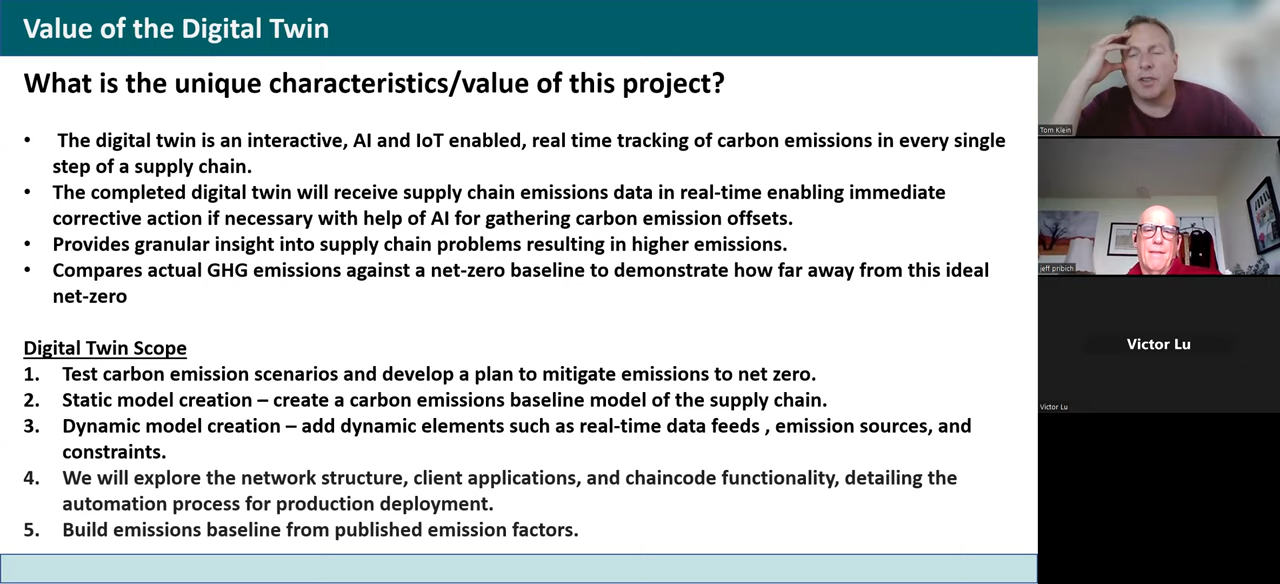 Value of the Digital Twin
What is the unique characteristics/value of this project?
• The digital twin is an interactive, AI and IoT enabled, real time tracking of carbon emissions in every single
step of a supply chain.
• The completed digital twin will receive supply chain emissions data in real-time enabling immediate
corrective action if necessary with help of AI for gathering carbon emission offsets.
• Provides granular insight into supply chain problems resulting in higher emissions.
• Compares actual GHG emissions against a net-zero baseline to demonstrate how far away from this ideal
net-zero
Digital Twin Scope
1. Test carbon emission scenarios and develop a plan to mitigate emissions to net zero.
2. Static model creation – create a carbon emissions baseline model of the supply chain.
3. Dynamic model creation – add dynamic elements such as real-time data feeds , emission sources, and
constraints.
4. We will explore the network structure, client applications, and chaincode functionality, detailing the
automation process for production deployment.
5. Build emissions baseline from published emission factors.
Tom Klein
jeff pribich
Victor Lu
Victor Lu